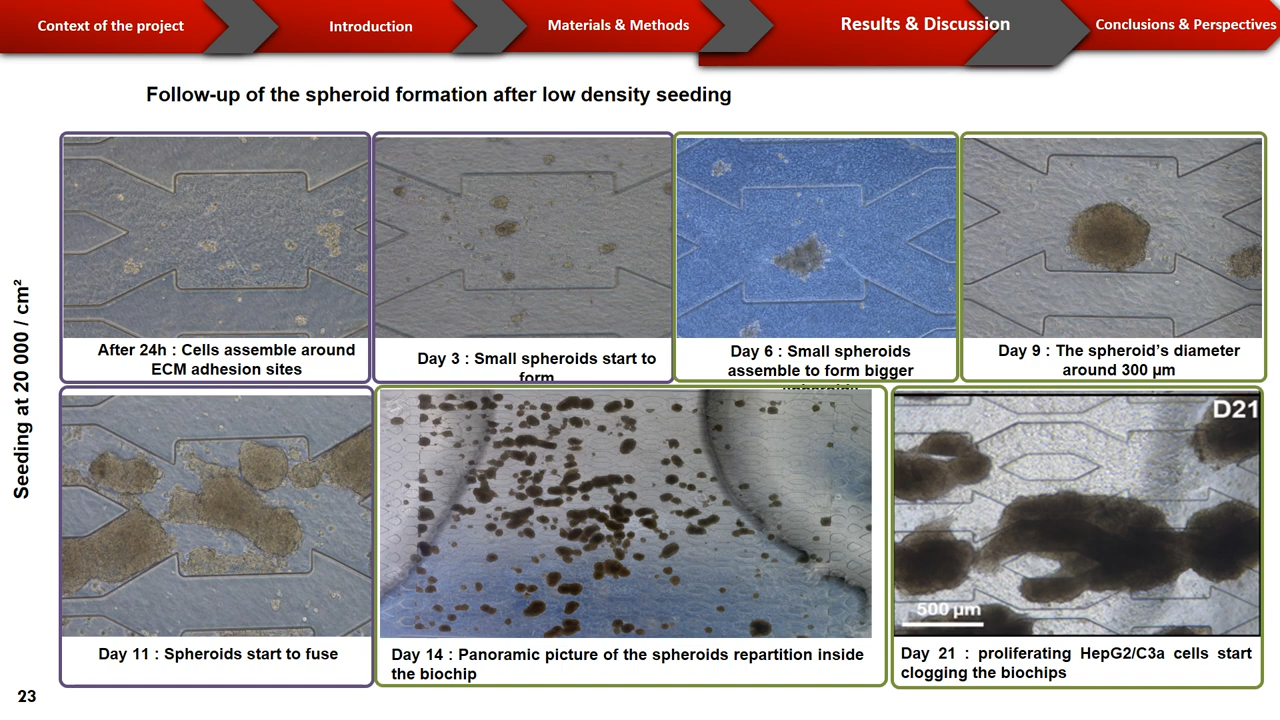 Context of the project
Introduction
Materials & Methods
Results & Discussion
Conclusions & Perspectives
Follow-up of the spheroid formation after low density seeding
Seeding at 20 000 / cm²
After 24h : Cells assemble around
ECM adhesion sites
Day 3 : Small spheroids start to
form
Day 6 : Small spheroids
assemble to form bigger
Day 9 : The spheroid's diameter
around 300 µm
Day 11 : Spheroids start to fuse
Day 14 : Panoramic picture of the spheroids repartition inside
the biochip
D21
500 µm
Day 21 : proliferating HepG2/C3a cells start
clogging the biochips
23